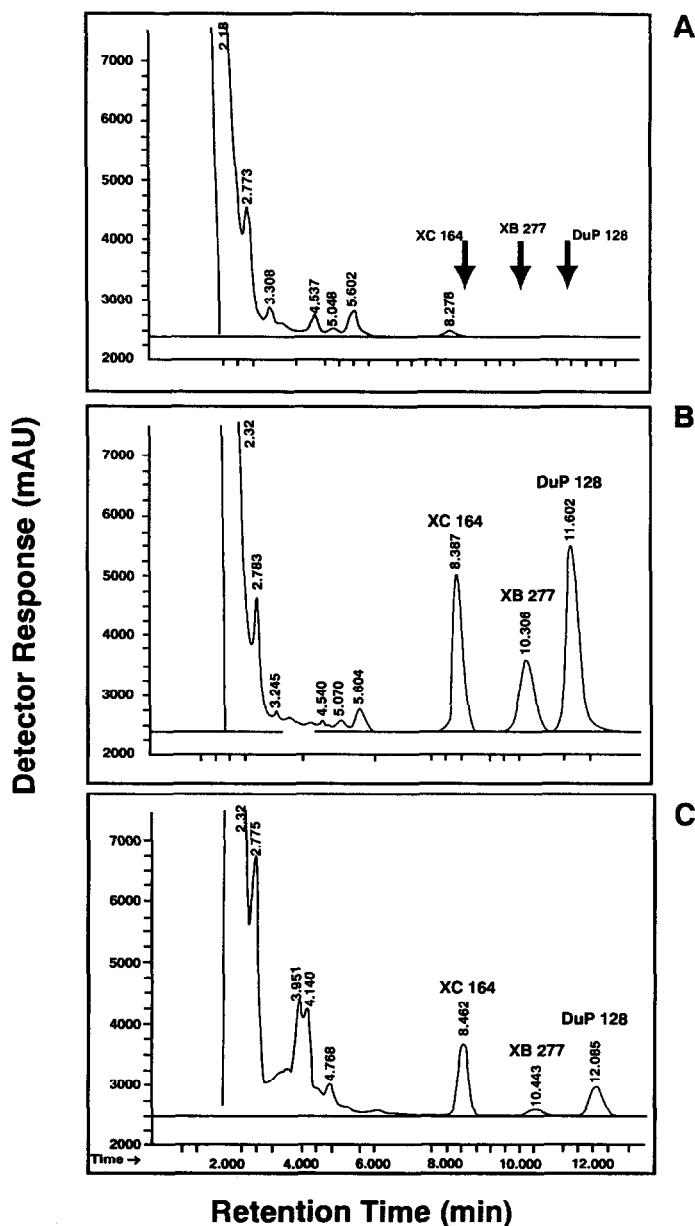 A
2.18
7000
6000
5000
4000
3000
2000
2.773
3.308
4.537
5.048
5.602
8.278
XC 164
XB 277
DuP 128
Detector Response (mAU)
B
2.32
7000
6000
5000
4000
3000
2000
2.783
3.245
4.540
5.070
5.604
XC 164
8.387
XB 277
10.306
DuP 128
11.602
C
2.32
2.775
7000
6000
5000
4000
3000
2000
3.951
4.140
4.768
XC 164
8.462
XB 277
10.443
DuP 128
12.085
Time → 2.000 4.000 6.000 8.000 10.000 12.000
Retention Time (min)